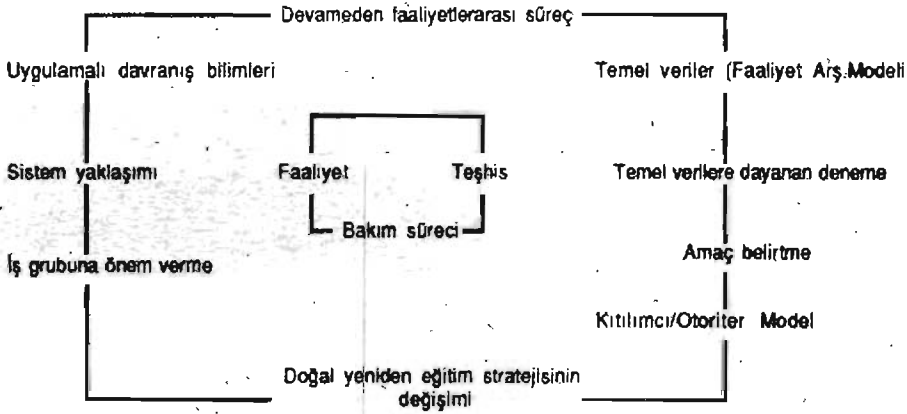 Devameden faaliyetlerarası süreç
Uygulamalı davranış bilimleri
Temel veriler (Faaliyet Arş.Modeli
Sistem yaklaşımı
Faaliyet
Teşhis
Temel verilere dayanan deneme
Bakım süreci
İş grubuna önem verme
Amaç belirtme
Kıtılımcı/Otoriter Model
Doğal yeniden eğitim stratejisinin
değişimi